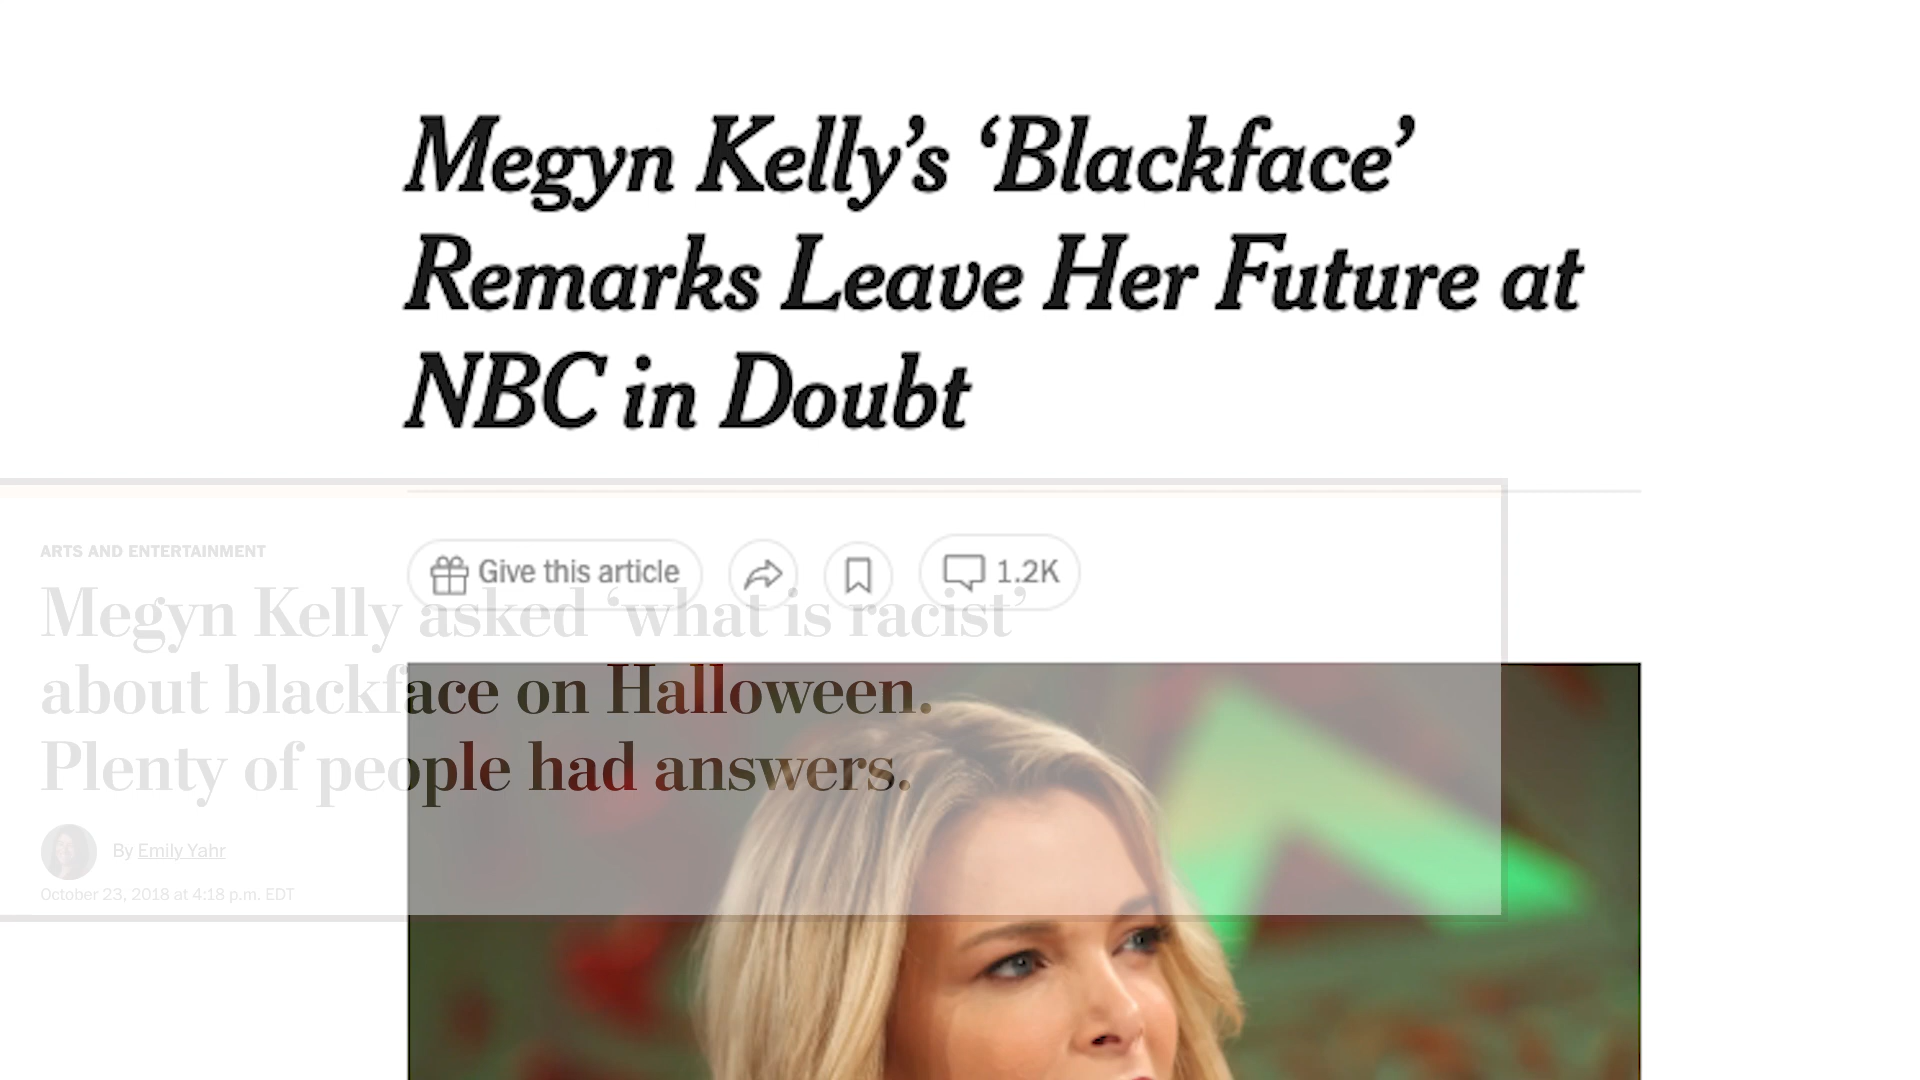 Megyn Kelly’s ‘Blackface’
Remarks Leave Her Future at
NBC in Doubt
Give this article
1.2K
ARTS AND ENTERTAINMENT
Megyn Kelly asked ‘what is racist’
about blackface on Halloween.
Plenty of people had answers.
By Emily Yahr
October 23, 2018 at 4:18 p.m. EDT